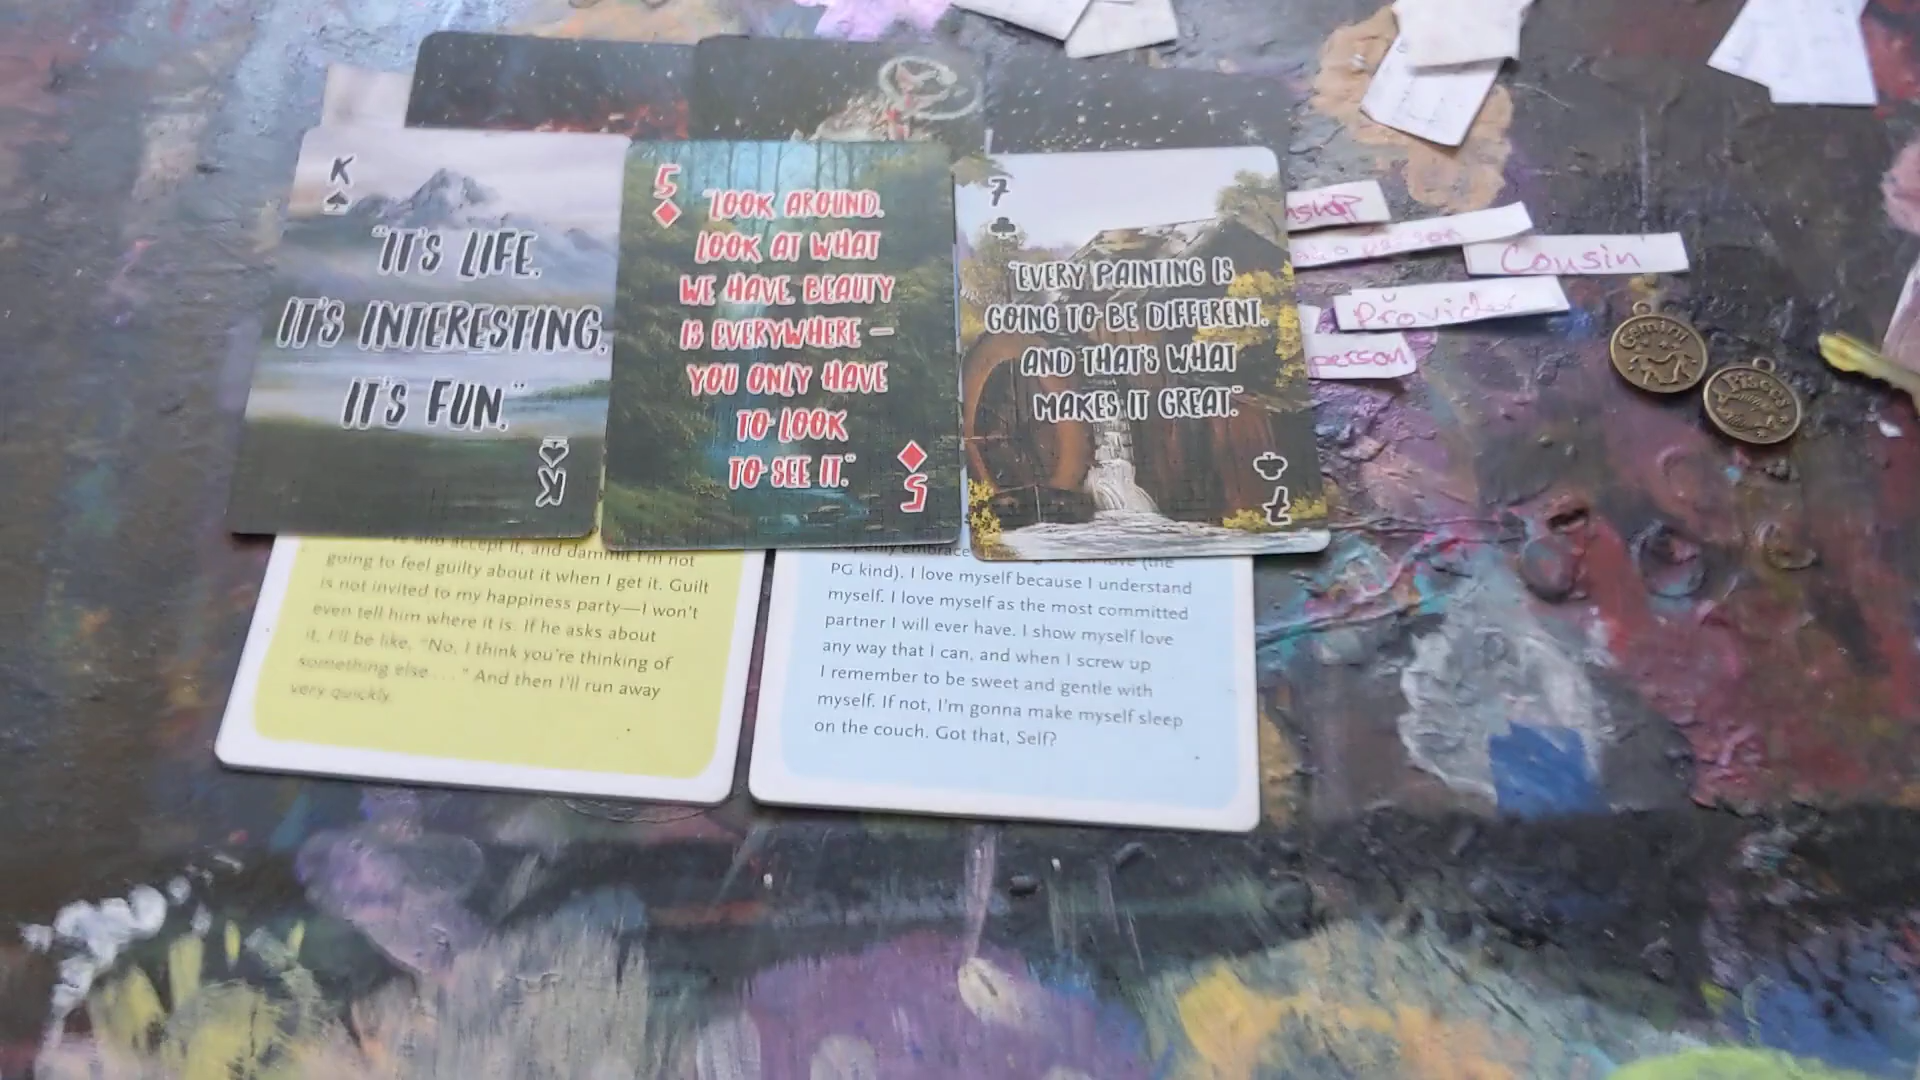 K
"IT'S LIFE.
IT'S INTERESTING,
IT'S FUN."
K
5
"LOOK AROUND.
LOOK AT WHAT
WE HAVE. BEAUTY
IS EVERYWHERE —
YOU ONLY HAVE
TO LOOK
TO SEE IT."
5
7
"EVERY PAINTING IS
GOING TO BE DIFFERENT.
AND THAT'S WHAT
MAKES IT GREAT."
7
person
Cousin
Provider
person
Gemini
Pisces
accept it, and dammit I'm not
going to feel guilty about it when I get it. Guilt
is not invited to my happiness party—I won't
even tell him where it is. If he asks about
it, I'll be like, "No, I think you're thinking of
something else. . . ." And then I'll run away
very quickly.
embrace (the
PG kind). I love myself because I understand
myself. I love myself as the most committed
partner I will ever have. I show myself love
any way that I can, and when I screw up
I remember to be sweet and gentle with
myself. If not, I'm gonna make myself sleep
on the couch. Got that, Self?